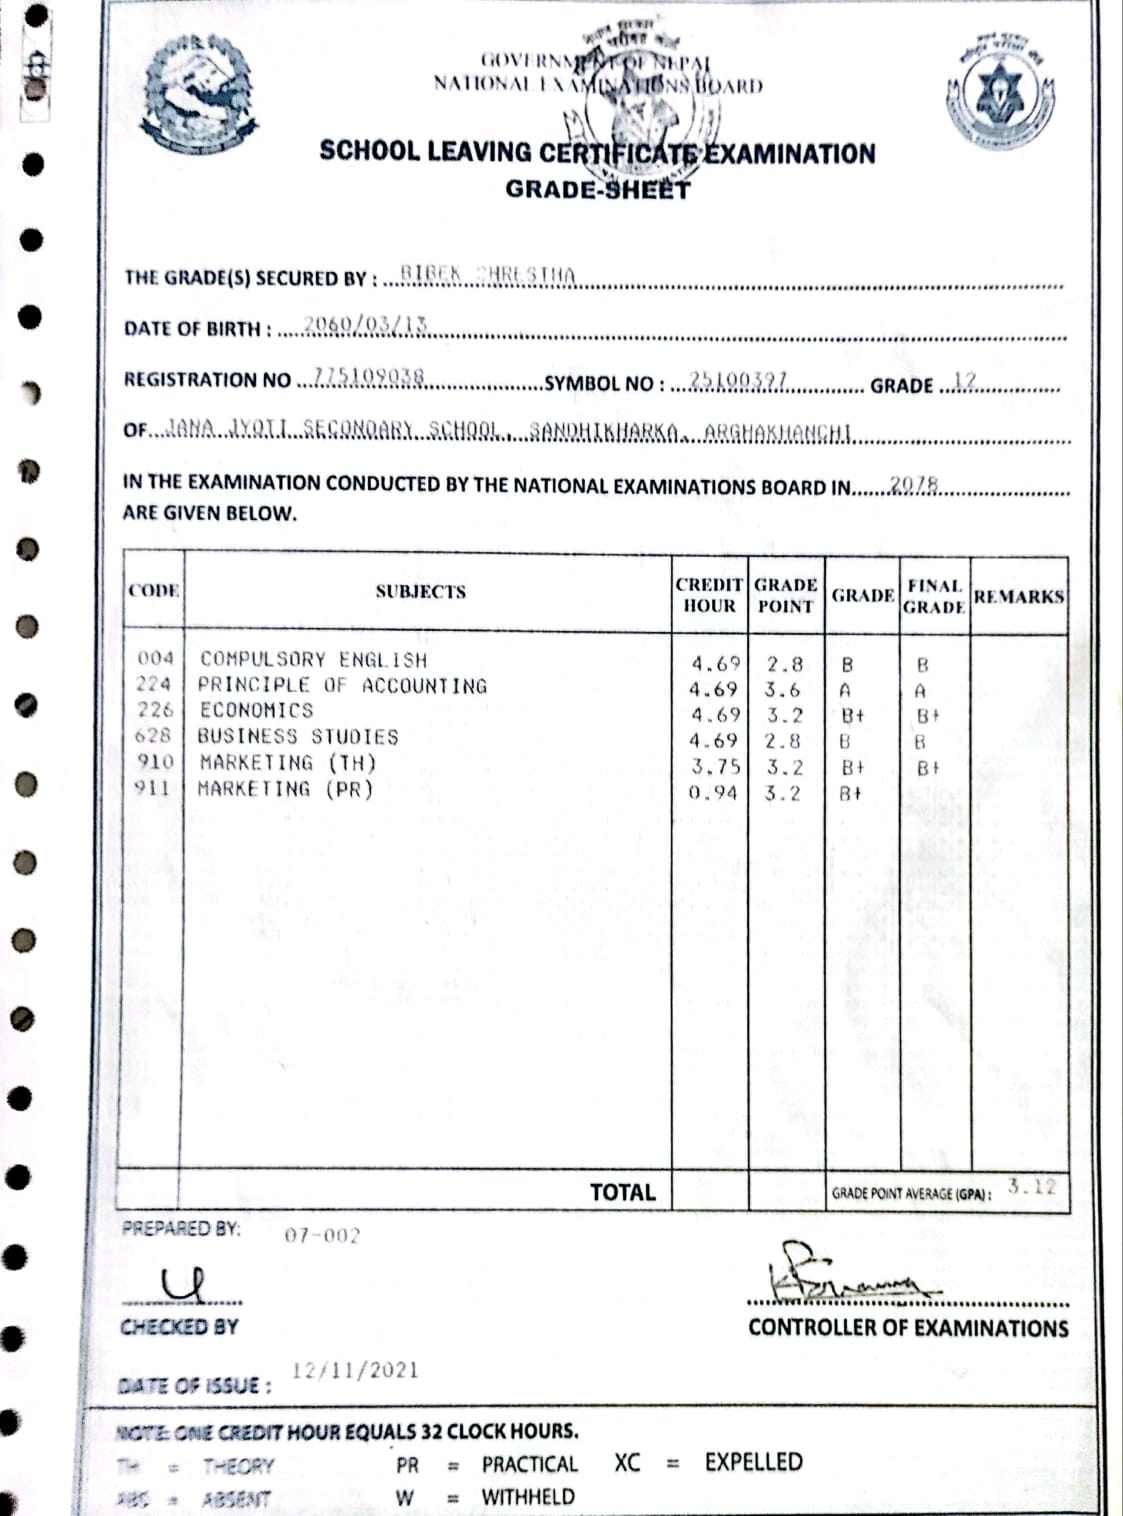 GOVERNMENT OF NEPAL
NATIONAL EXAMINATIONS BOARD
SCHOOL LEAVING CERTIFICATE EXAMINATION
GRADE-SHEET
THE GRADE(S) SECURED BY : BIBEK SHRESTHA
DATE OF BIRTH : 2060/03/13
REGISTRATION NO 775109038 SYMBOL NO : 25100397 GRADE 12
OF JANA JYOTI SECONDARY SCHOOL, SANDHIKHARKA, ARGHAKHANCHI
IN THE EXAMINATION CONDUCTED BY THE NATIONAL EXAMINATIONS BOARD IN 2078
ARE GIVEN BELOW.
CODE SUBJECTS CREDIT HOUR GRADE POINT GRADE FINAL GRADE REMARKS
004 COMPULSORY ENGLISH 4.69 2.8 B B
224 PRINCIPLE OF ACCOUNTING 4.69 3.6 A A
226 ECONOMICS 4.69 3.2 B+ B+
628 BUSINESS STUDIES 4.69 2.8 B B
910 MARKETING (TH) 3.75 3.2 B+ B+
911 MARKETING (PR) 0.94 3.2 B+
TOTAL GRADE POINT AVERAGE (GPA) : 3.12
PREPARED BY: 07-002
CHECKED BY
CONTROLLER OF EXAMINATIONS
DATE OF ISSUE : 12/11/2021
NOTE: ONE CREDIT HOUR EQUALS 32 CLOCK HOURS.
TH = THEORY PR = PRACTICAL XC = EXPELLED
ABS = ABSENT W = WITHHELD